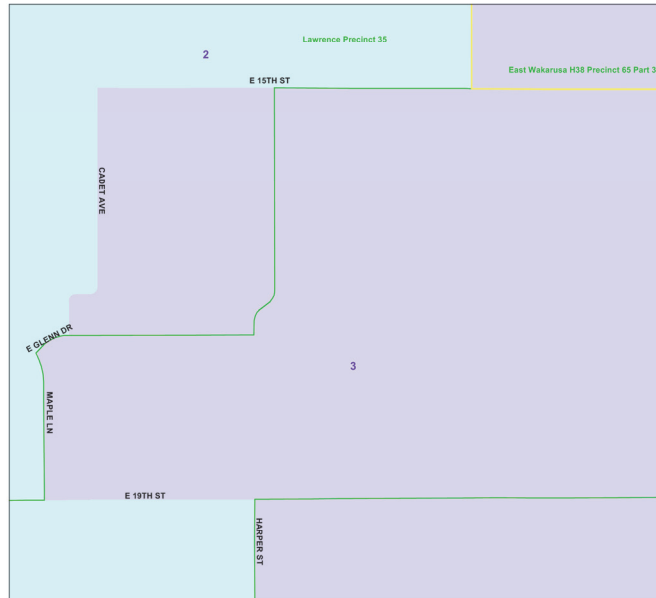 Lawrence Precinct 35
2
East Wakarusa H38 Precinct 65 Part 3
E 15TH ST
CADET AVE
E GLENN DR
3
MAPLE LN
E 19TH ST
HARPER ST